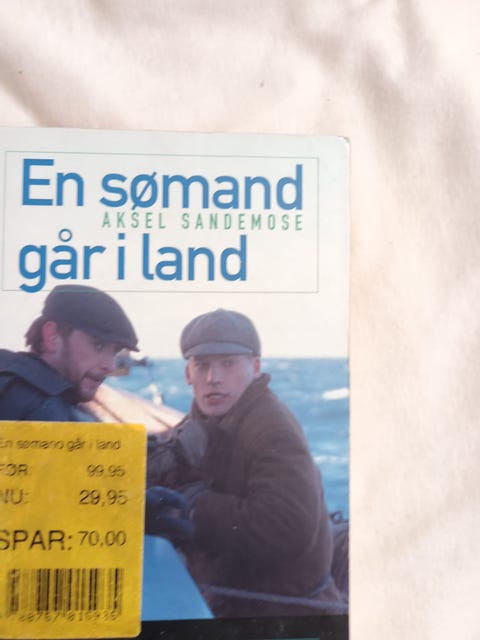 En sømand
AKSEL SANDEMOSE
går i land
En sømand går i land
FØR: 99,95
NU: 29,95
SPAR: 70,00